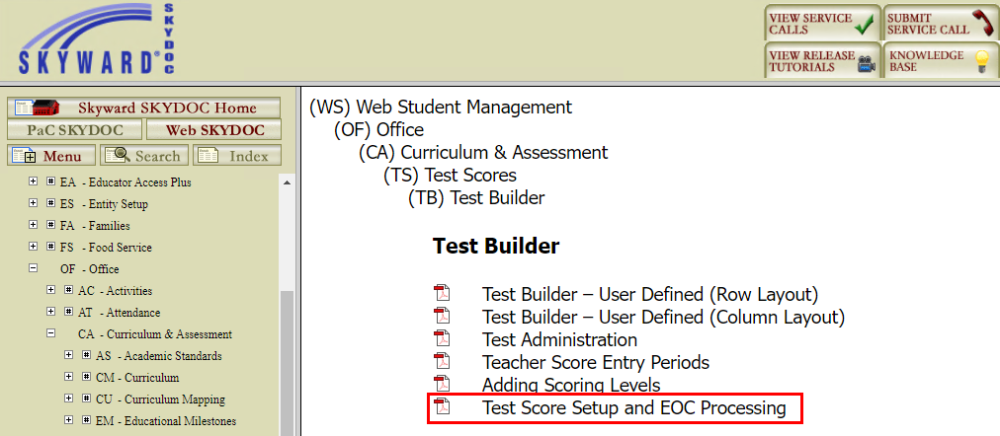 SKYWARD® SKYDOC
VIEW SERVICE CALLS
SUBMIT SERVICE CALL
VIEW RELEASE TUTORIALS
KNOWLEDGE BASE
Skyward SKYDOC Home
PaC SKYDOC
Web SKYDOC
Menu
Search
Index
EA - Educator Access Plus
ES - Entity Setup
FA - Families
FS - Food Service
OF - Office
AC - Activities
AT - Attendance
CA - Curriculum & Assessment
AS - Academic Standards
CM - Curriculum
CU - Curriculum Mapping
EM - Educational Milestones
(WS) Web Student Management
(OF) Office
(CA) Curriculum & Assessment
(TS) Test Scores
(TB) Test Builder
Test Builder
Test Builder – User Defined (Row Layout)
Test Builder – User Defined (Column Layout)
Test Administration
Teacher Score Entry Periods
Adding Scoring Levels
Test Score Setup and EOC Processing